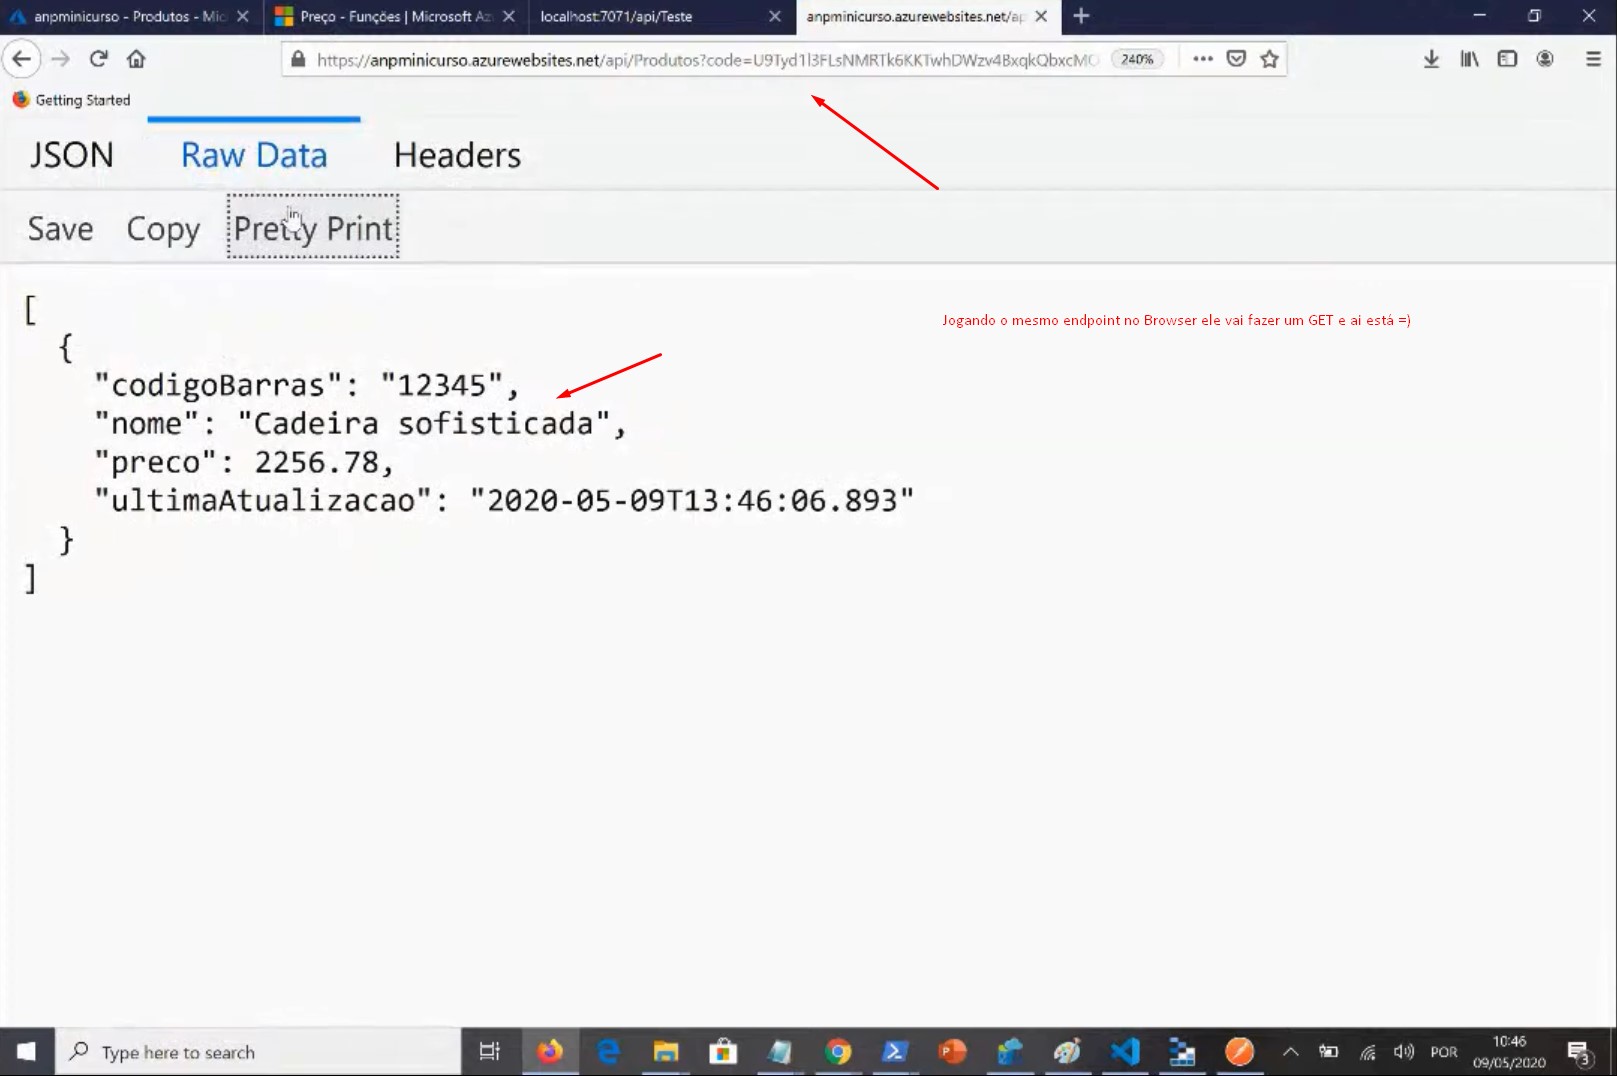 anpminicurso - Produtos - Mic
Preço - Funções | Microsoft Az
localhost:7071/api/Teste
anpminicurso.azurewebsites.net/ap
https://anpminicurso.azurewebsites.net/api/Produtos?code=U9Tyd1l3FLsNMRTk6KKTwhDWzv4BxqkQbxcMO
240%
Getting Started
JSON Raw Data Headers
Save Copy Pretty Print
Jogando o mesmo endpoint no Browser ele vai fazer um GET e ai está =)
[
{
"codigoBarras": "12345",
"nome": "Cadeira sofisticada",
"preco": 2256.78,
"ultimaAtualizacao": "2020-05-09T13:46:06.893"
}
]
Type here to search
POR
10:46
09/05/2020
3